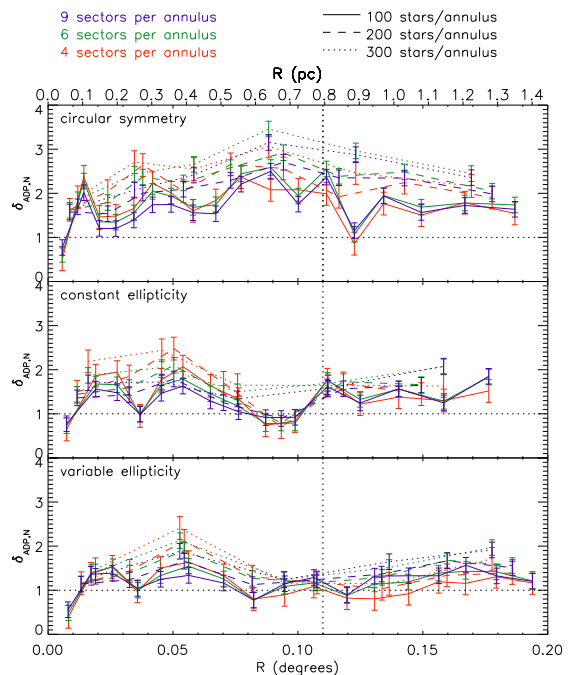 9 sectors per annulus
6 sectors per annulus
4 sectors per annulus
100 stars/annulus
200 stars/annulus
300 stars/annulus
R (pc)
0.0 0.1 0.2 0.3 0.4 0.5 0.6 0.7 0.8 0.9 1.0 1.1 1.2 1.3 1.4
circular symmetry
4
3
2
1
0
δADP,N
constant ellipticity
4
3
2
1
0
δADP,N
variable ellipticity
4
3
2
1
0
δADP,N
0.00 0.05 0.10 0.15 0.20
R (degrees)